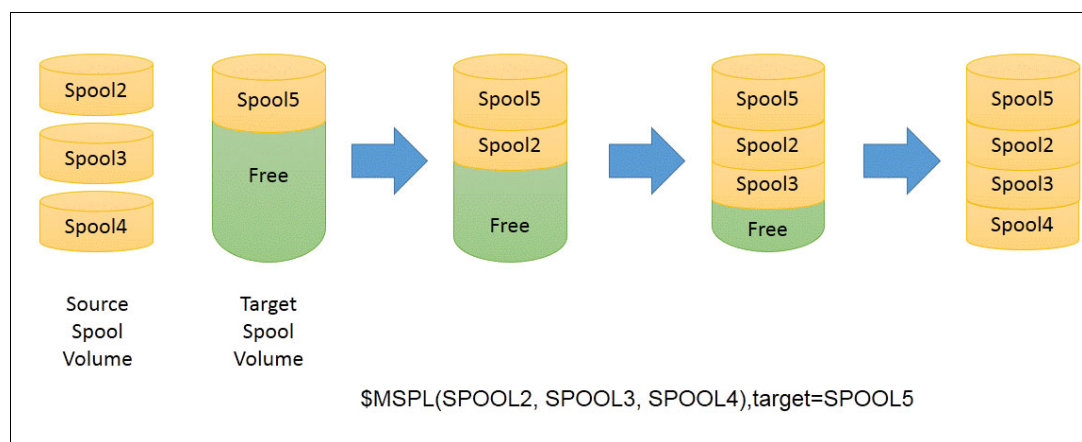 Spool2
Spool3
Spool4
Source
Spool
Volume
Spool5
Free
Target
Spool
Volume
Spool5
Spool2
Free
Spool5
Spool2
Spool3
Free
Spool5
Spool2
Spool3
Spool4
$MSPL(SPOOL2, SPOOL3, SPOOL4),target=SPOOL5